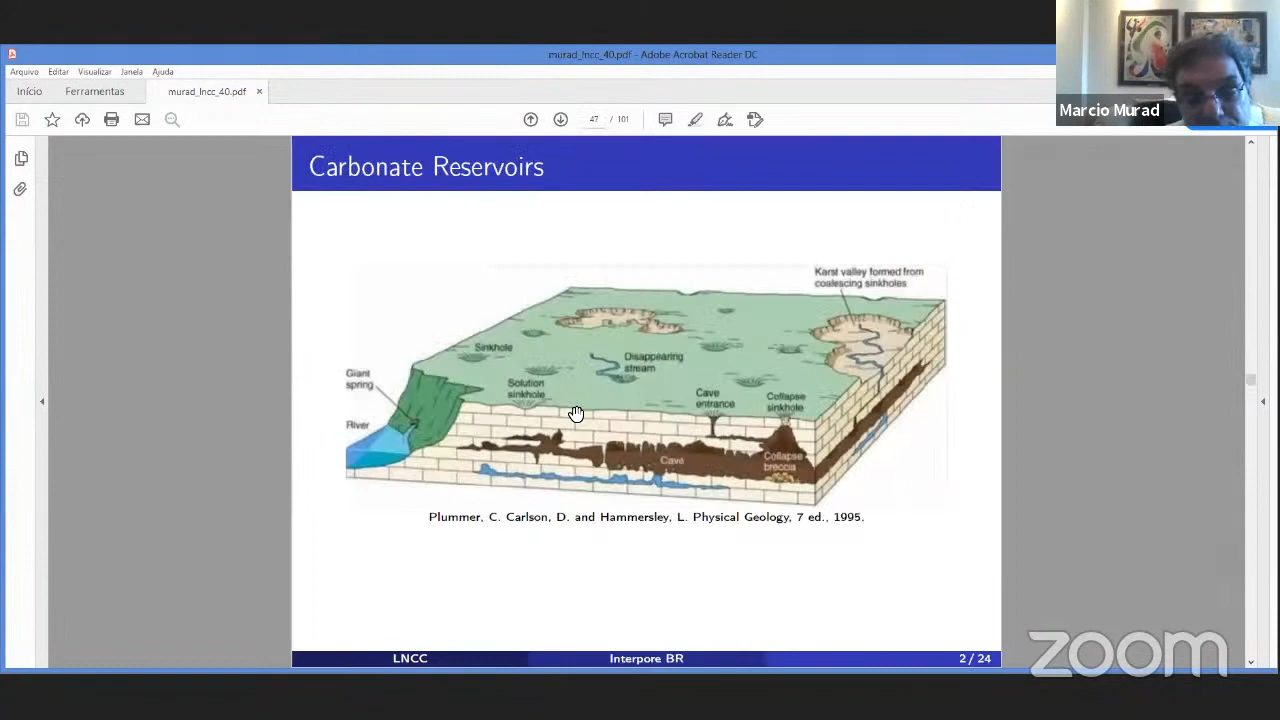 murad_lncc_40.pdf - Adobe Acrobat Reader DC
Arquivo Editar Visualizar Janela Ajuda
Início Ferramentas murad_lncc_40.pdf ×
47 / 101
Marcio Murad
Carbonate Reservoirs
Karst valley formed from
coalescing sinkholes
Sinkhole
Disappearing
stream
Giant
spring
Solution
sinkhole
Cave
entrance
Collapse
sinkhole
River
Cave
Collapse
breccia
Plummer, C. Carlson, D. and Hammersley, L. Physical Geology, 7 ed., 1995.
LNCC Interpore BR 2 / 24
zoom